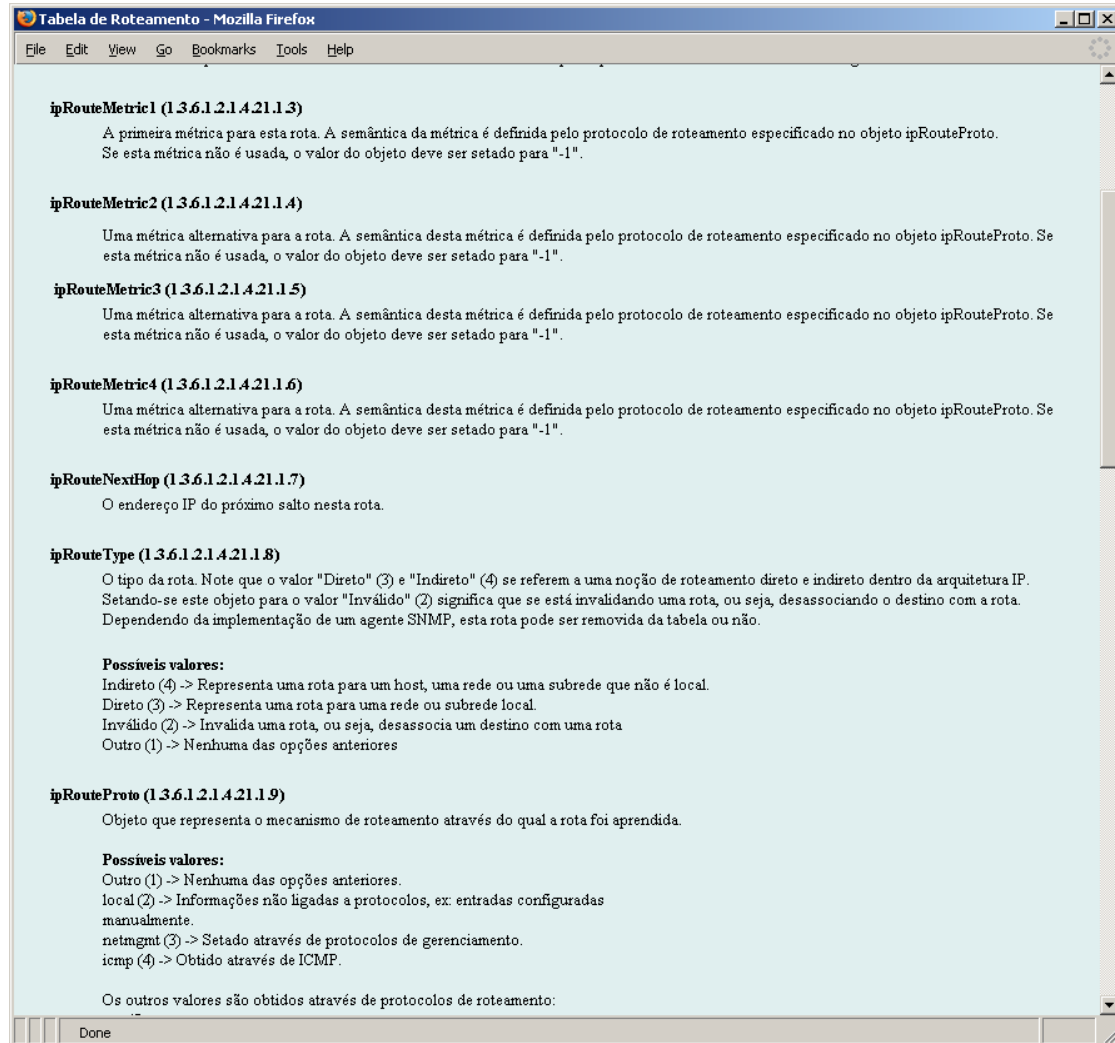 Tabela de Roteamento - Mozilla Firefox
File Edit View Go Bookmarks Tools Help
ipRouteMetric1 (1.3.6.1.2.1.4.21.1.3)
A primeira métrica para esta rota. A semântica da métrica é definida pelo protocolo de roteamento especificado no objeto ipRouteProto.
Se esta métrica não é usada, o valor do objeto deve ser setado para "-1".
ipRouteMetric2 (1.3.6.1.2.1.4.21.1.4)
Uma métrica alternativa para a rota. A semântica desta métrica é definida pelo protocolo de roteamento especificado no objeto ipRouteProto. Se
esta métrica não é usada, o valor do objeto deve ser setado para "-1".
ipRouteMetric3 (1.3.6.1.2.1.4.21.1.5)
Uma métrica alternativa para a rota. A semântica desta métrica é definida pelo protocolo de roteamento especificado no objeto ipRouteProto. Se
esta métrica não é usada, o valor do objeto deve ser setado para "-1".
ipRouteMetric4 (1.3.6.1.2.1.4.21.1.6)
Uma métrica alternativa para a rota. A semântica desta métrica é definida pelo protocolo de roteamento especificado no objeto ipRouteProto. Se
esta métrica não é usada, o valor do objeto deve ser setado para "-1".
ipRouteNextHop (1.3.6.1.2.1.4.21.1.7)
O endereço IP do próximo salto nesta rota.
ipRouteType (1.3.6.1.2.1.4.21.1.8)
O tipo da rota. Note que o valor "Direto" (3) e "Indireto" (4) se referem a uma noção de roteamento direto e indireto dentro da arquitetura IP.
Setando-se este objeto para o valor "Inválido" (2) significa que se está invalidando uma rota, ou seja, desassociando o destino com a rota.
Dependendo da implementação de um agente SNMP, esta rota pode ser removida da tabela ou não.
Possíveis valores:
Indireto (4) -> Representa uma rota para um host, uma rede ou uma subrede que não é local.
Direto (3) -> Representa uma rota para uma rede ou subrede local.
Inválido (2) -> Invalida uma rota, ou seja, desassocia um destino com uma rota
Outro (1) -> Nenhuma das opções anteriores
ipRouteProto (1.3.6.1.2.1.4.21.1.9)
Objeto que representa o mecanismo de roteamento através do qual a rota foi aprendida.
Possíveis valores:
Outro (1) -> Nenhuma das opções anteriores.
local (2) -> Informações não ligadas a protocolos, ex: entradas configuradas
manualmente.
netmgmt (3) -> Setado através de protocolos de gerenciamento.
icmp (4) -> Obtido através de ICMP.
Os outros valores são obtidos através de protocolos de roteamento:
Done